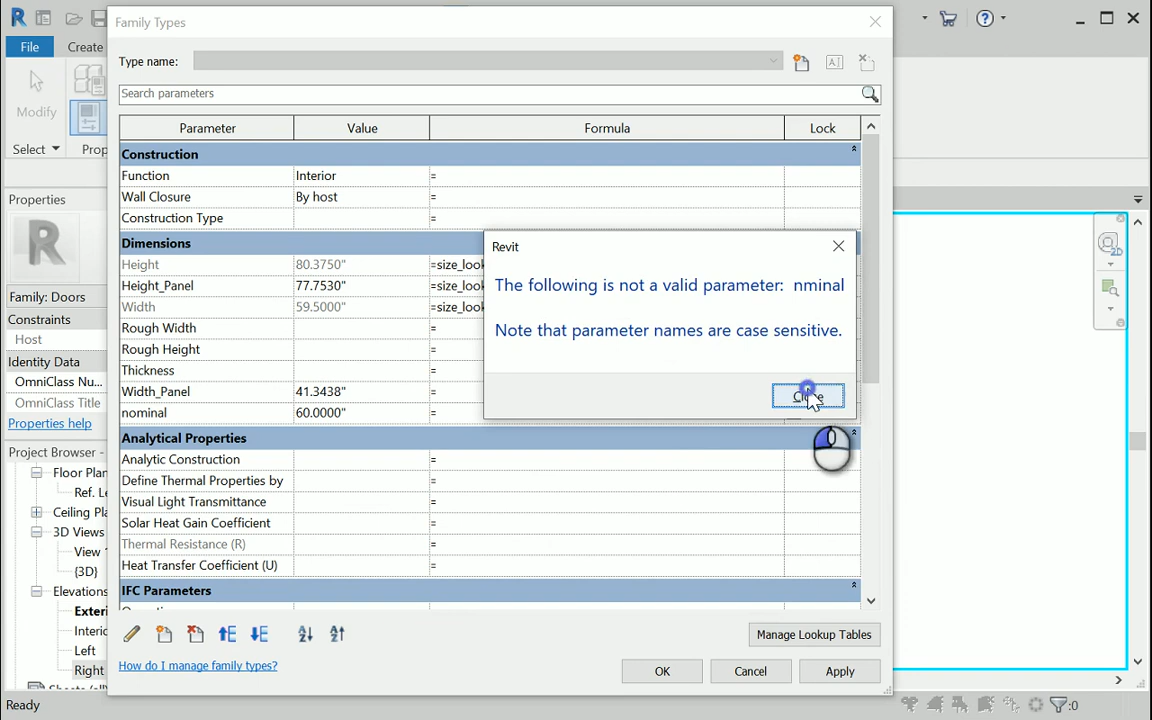 Family Types
File
Create
Type name:
Modify
Search parameters
Select
Prop
Parameter Value Formula Lock
Construction
Function Interior =
Wall Closure By host =
Construction Type =
Dimensions
Height 80.3750" =size_look
Height_Panel 77.7530" =size_look
Width 59.5000" =size_look
Rough Width =
Rough Height =
Thickness =
Width_Panel 41.3438" =
nominal 60.0000" =
Analytical Properties
Analytic Construction =
Define Thermal Properties by =
Visual Light Transmittance =
Solar Heat Gain Coefficient =
Thermal Resistance (R) =
Heat Transfer Coefficient (U) =
IFC Parameters
Manage Lookup Tables
How do I manage family types?
OK Cancel Apply
Revit
The following is not a valid parameter: nminal
Note that parameter names are case sensitive.
Close
Properties
R
Family: Doors
Constraints
Host
Identity Data
OmniClass Nu...
OmniClass Title
Properties help
Project Browser -
Floor Plan
Ref. Le
Ceiling Pla
3D Views
View
{3D}
Elevations
Exteri
Interio
Left
Right
2D
Ready
:0